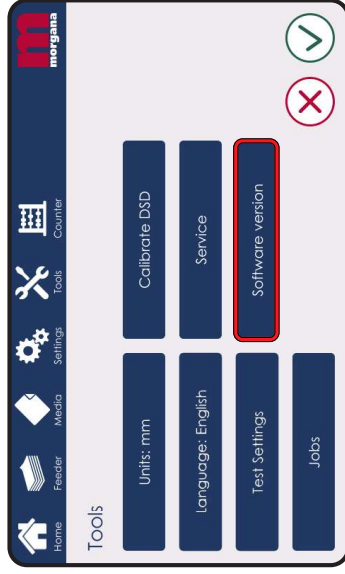 Home Feeder Media Settings Tools Counter morgana
Tools
Units: mm Calibrate DSD
Language: English Service
Test Settings Software version
Jobs